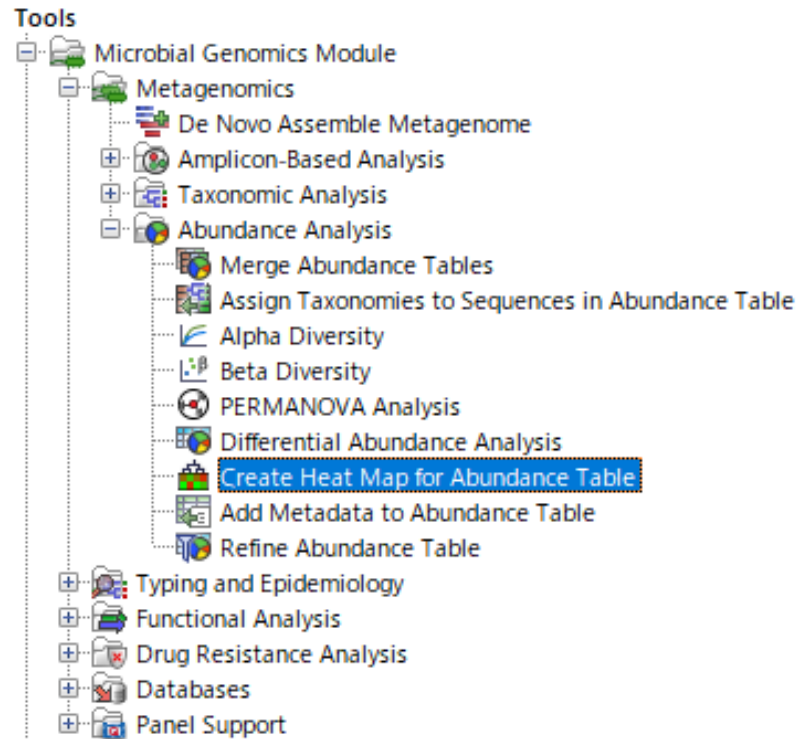 Tools
Microbial Genomics Module
Metagenomics
De Novo Assemble Metagenome
Amplicon-Based Analysis
Taxonomic Analysis
Abundance Analysis
Merge Abundance Tables
Assign Taxonomies to Sequences in Abundance Table
Alpha Diversity
Beta Diversity
PERMANOVA Analysis
Differential Abundance Analysis
Create Heat Map for Abundance Table
Add Metadata to Abundance Table
Refine Abundance Table
Typing and Epidemiology
Functional Analysis
Drug Resistance Analysis
Databases
Panel Support